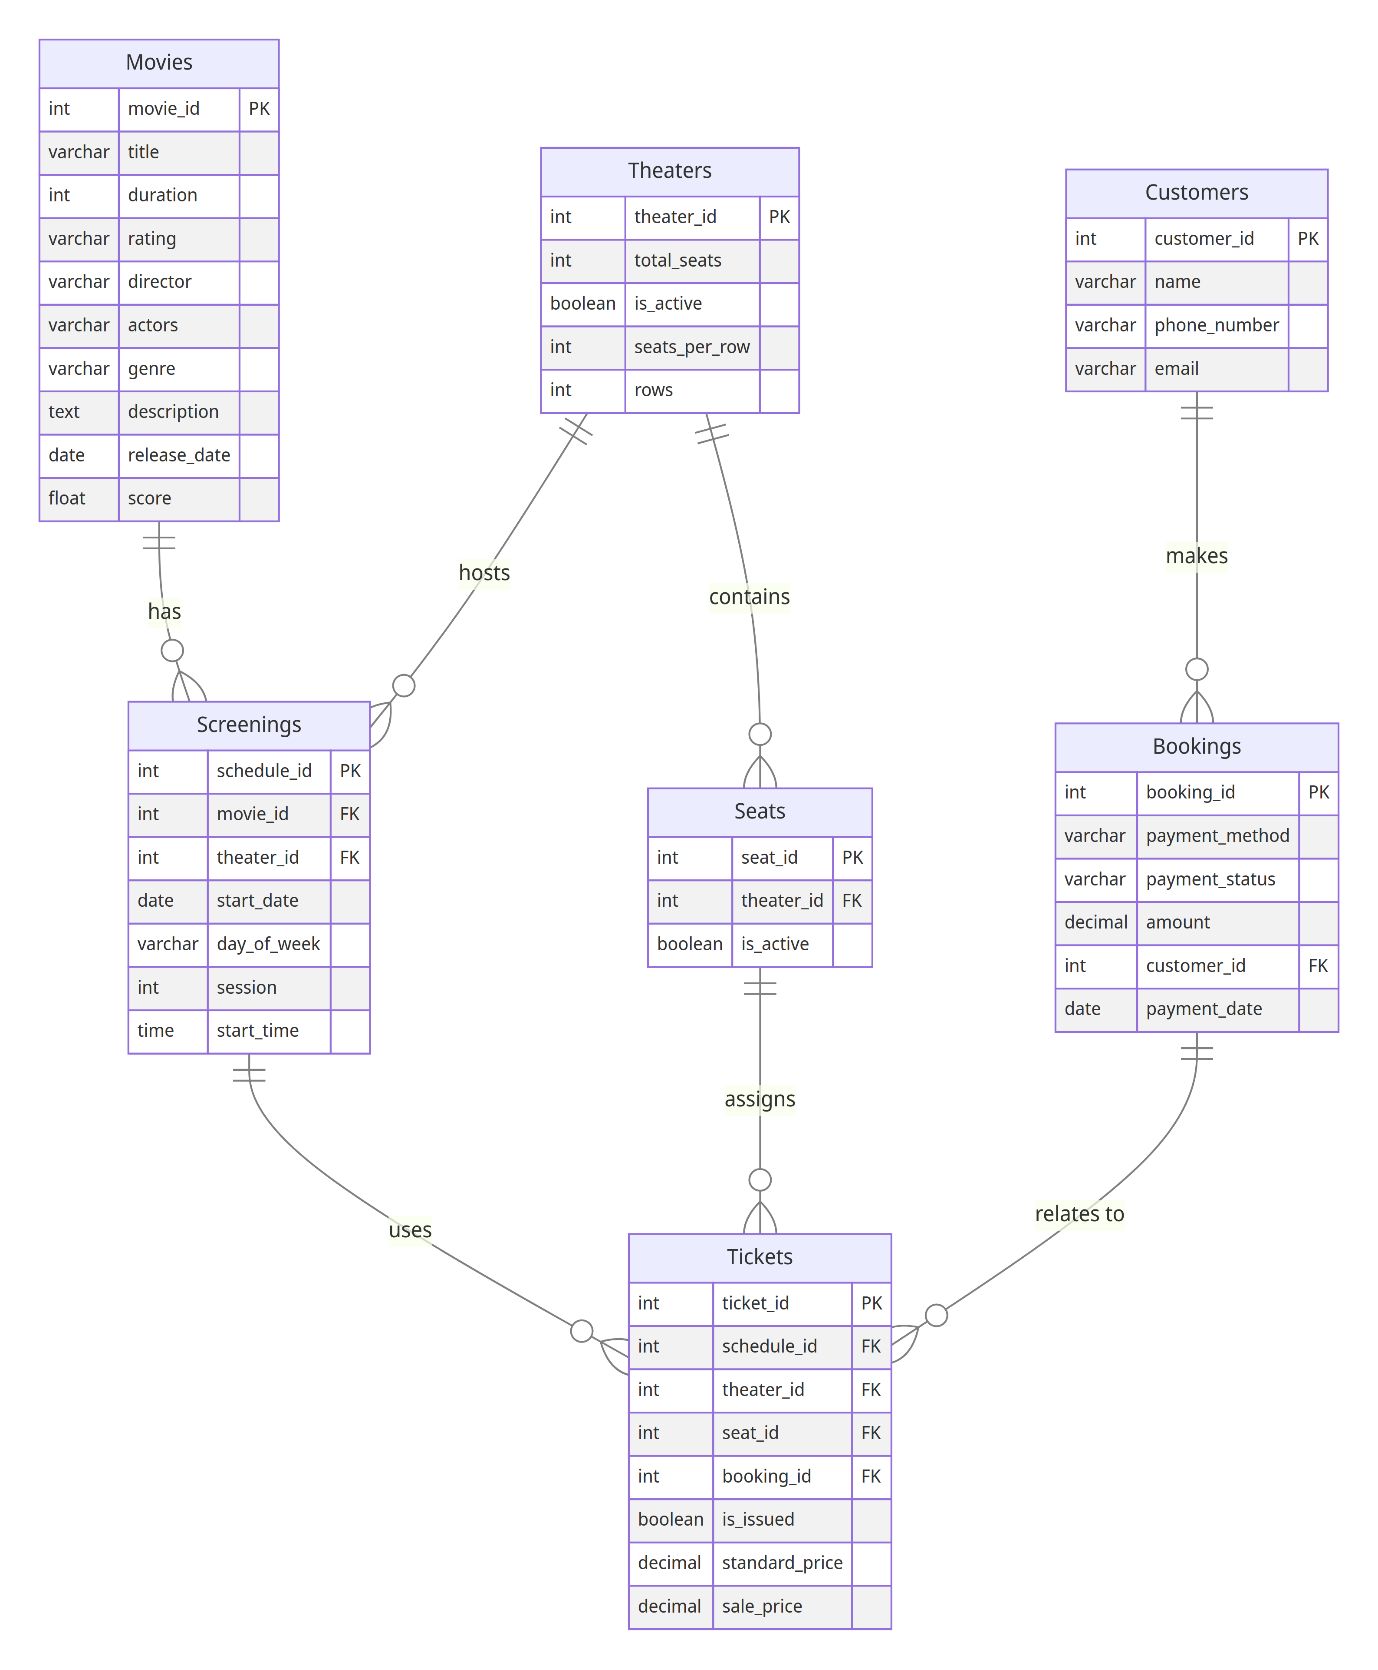 Movies
int movie_id PK
varchar title
int duration
varchar rating
varchar director
varchar actors
varchar genre
text description
date release_date
float score
Theaters
int theater_id PK
int total_seats
boolean is_active
int seats_per_row
int rows
Customers
int customer_id PK
varchar name
varchar phone_number
varchar email
has
hosts
contains
makes
Screenings
int schedule_id PK
int movie_id FK
int theater_id FK
date start_date
varchar day_of_week
int session
time start_time
Seats
int seat_id PK
int theater_id FK
boolean is_active
Bookings
int booking_id PK
varchar payment_method
varchar payment_status
decimal amount
int customer_id FK
date payment_date
uses
assigns
relates to
Tickets
int ticket_id PK
int schedule_id FK
int theater_id FK
int seat_id FK
int booking_id FK
boolean is_issued
decimal standard_price
decimal sale_price